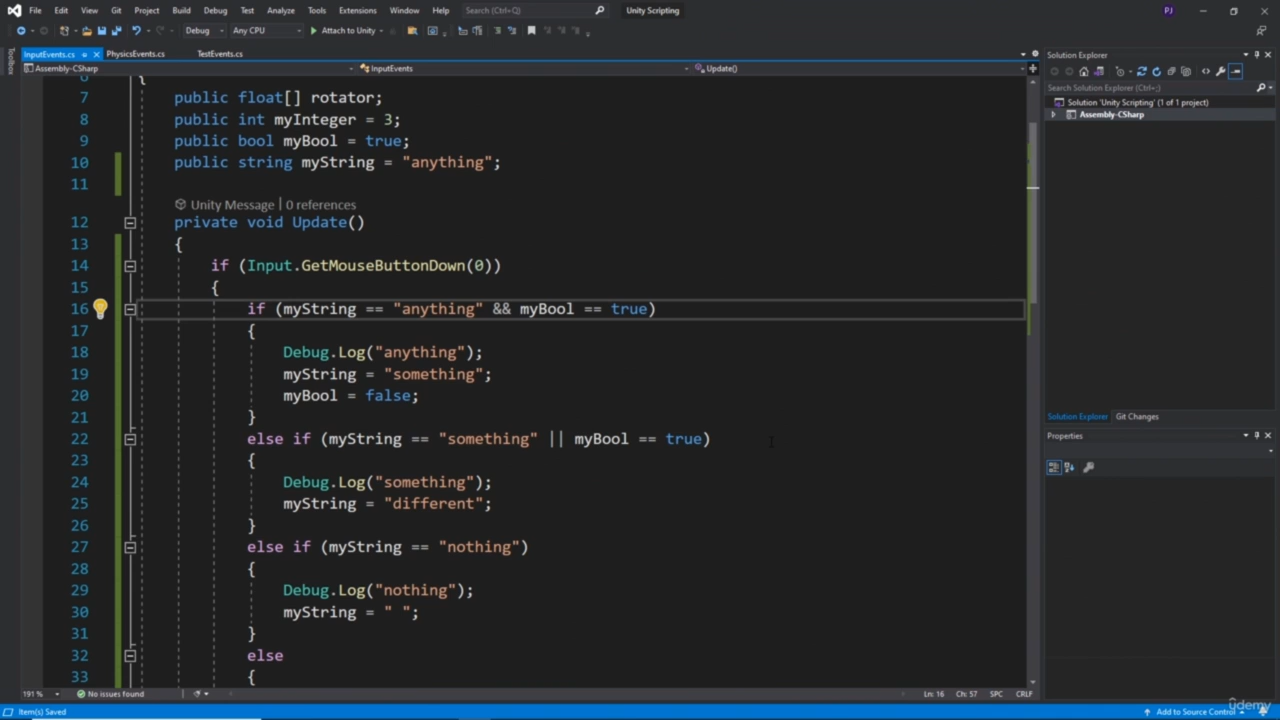 File Edit View Git Project Build Debug Test Analyze Tools Extensions Window Help Search (Ctrl+Q) Unity Scripting PJ
Debug Any CPU Attach to Unity
InputEvents.cs PhysicsEvents.cs TestEvents.cs
Assembly-CSharp InputEvents Update()
Toolbox
6 {
7 public float[] rotator;
8 public int myInteger = 3;
9 public bool myBool = true;
10 public string myString = "anything";
11
Unity Message | 0 references
12 private void Update()
13 {
14 if (Input.GetMouseButtonDown(0))
15 {
16 if (myString == "anything" && myBool == true)
17 {
18 Debug.Log("anything");
19 myString = "something";
20 myBool = false;
21 }
22 else if (myString == "something" || myBool == true)
23 {
24 Debug.Log("something");
25 myString = "different";
26 }
27 else if (myString == "nothing")
28 {
29 Debug.Log("nothing");
30 myString = " ";
31 }
32 else
33 {
191 % No issues found Ln: 16 Ch: 57 SPC CRLF
Solution Explorer
Search Solution Explorer (Ctrl+;)
Solution 'Unity Scripting' (1 of 1 project)
Assembly-CSharp
Solution Explorer Git Changes
Properties
Item(s) Saved Add to Source Control
udemy